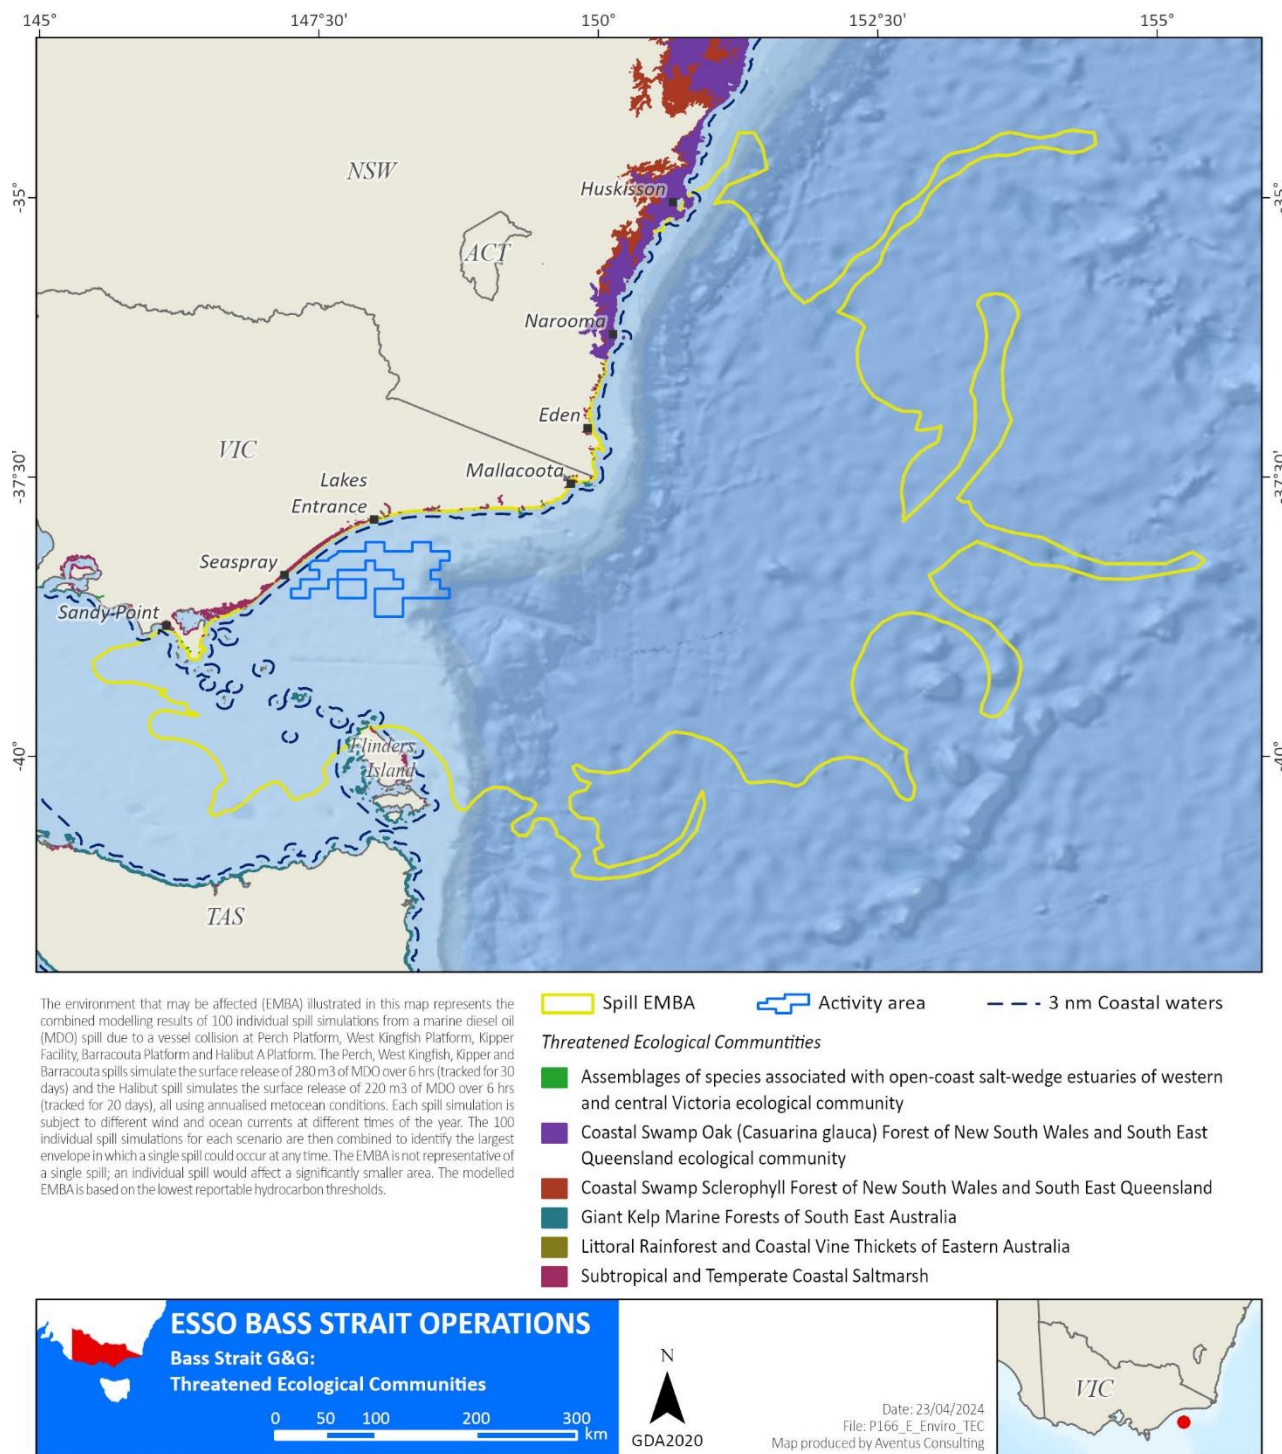 145°
147°30'
150°
152°30'
155°
NSW
-35°
Huskisson
-35°
ACT
Narooma
Eden
VIC
Mallacoota
-37°30'
Lakes
Entrance
-37°30'
Seaspray
Sandy Point
-40°
Flinders
Island
-40°
TAS
The environment that may be affected (EMBA) illustrated in this map represents the
combined modelling results of 100 individual spill simulations from a marine diesel oil
(MDO) spill due to a vessel collision at Perch Platform, West Kingfish Platform, Kipper
Facility, Barracouta Platform and Halibut A Platform. The Perch, West Kingfish, Kipper and
Barracouta spills simulate the surface release of 280 m3 of MDO over 6 hrs (tracked for 30
days) and the Halibut spill simulates the surface release of 220 m3 of MDO over 6 hrs
(tracked for 20 days), all using annualised metocean conditions. Each spill simulation is
subject to different wind and ocean currents at different times of the year. The 100
individual spill simulations for each scenario are then combined to identify the largest
envelope in which a single spill could occur at any time. The EMBA is not representative of
a single spill; an individual spill would affect a significantly smaller area. The modelled
EMBA is based on the lowest reportable hydrocarbon thresholds.
Spill EMBA
Activity area
3 nm Coastal waters
Threatened Ecological Communtities
Assemblages of species associated with open-coast salt-wedge estuaries of western
and central Victoria ecological community
Coastal Swamp Oak (Casuarina glauca) Forest of New South Wales and South East
Queensland ecological community
Coastal Swamp Sclerophyll Forest of New South Wales and South East Queensland
Giant Kelp Marine Forests of South East Australia
Littoral Rainforest and Coastal Vine Thickets of Eastern Australia
Subtropical and Temperate Coastal Saltmarsh
ESSO BASS STRAIT OPERATIONS
Bass Strait G&G:
Threatened Ecological Communities
0 50 100 200 300
km
N
GDA2020
Date: 23/04/2024
File: P166_E_Enviro_TEC
Map produced by Aventus Consulting
VIC